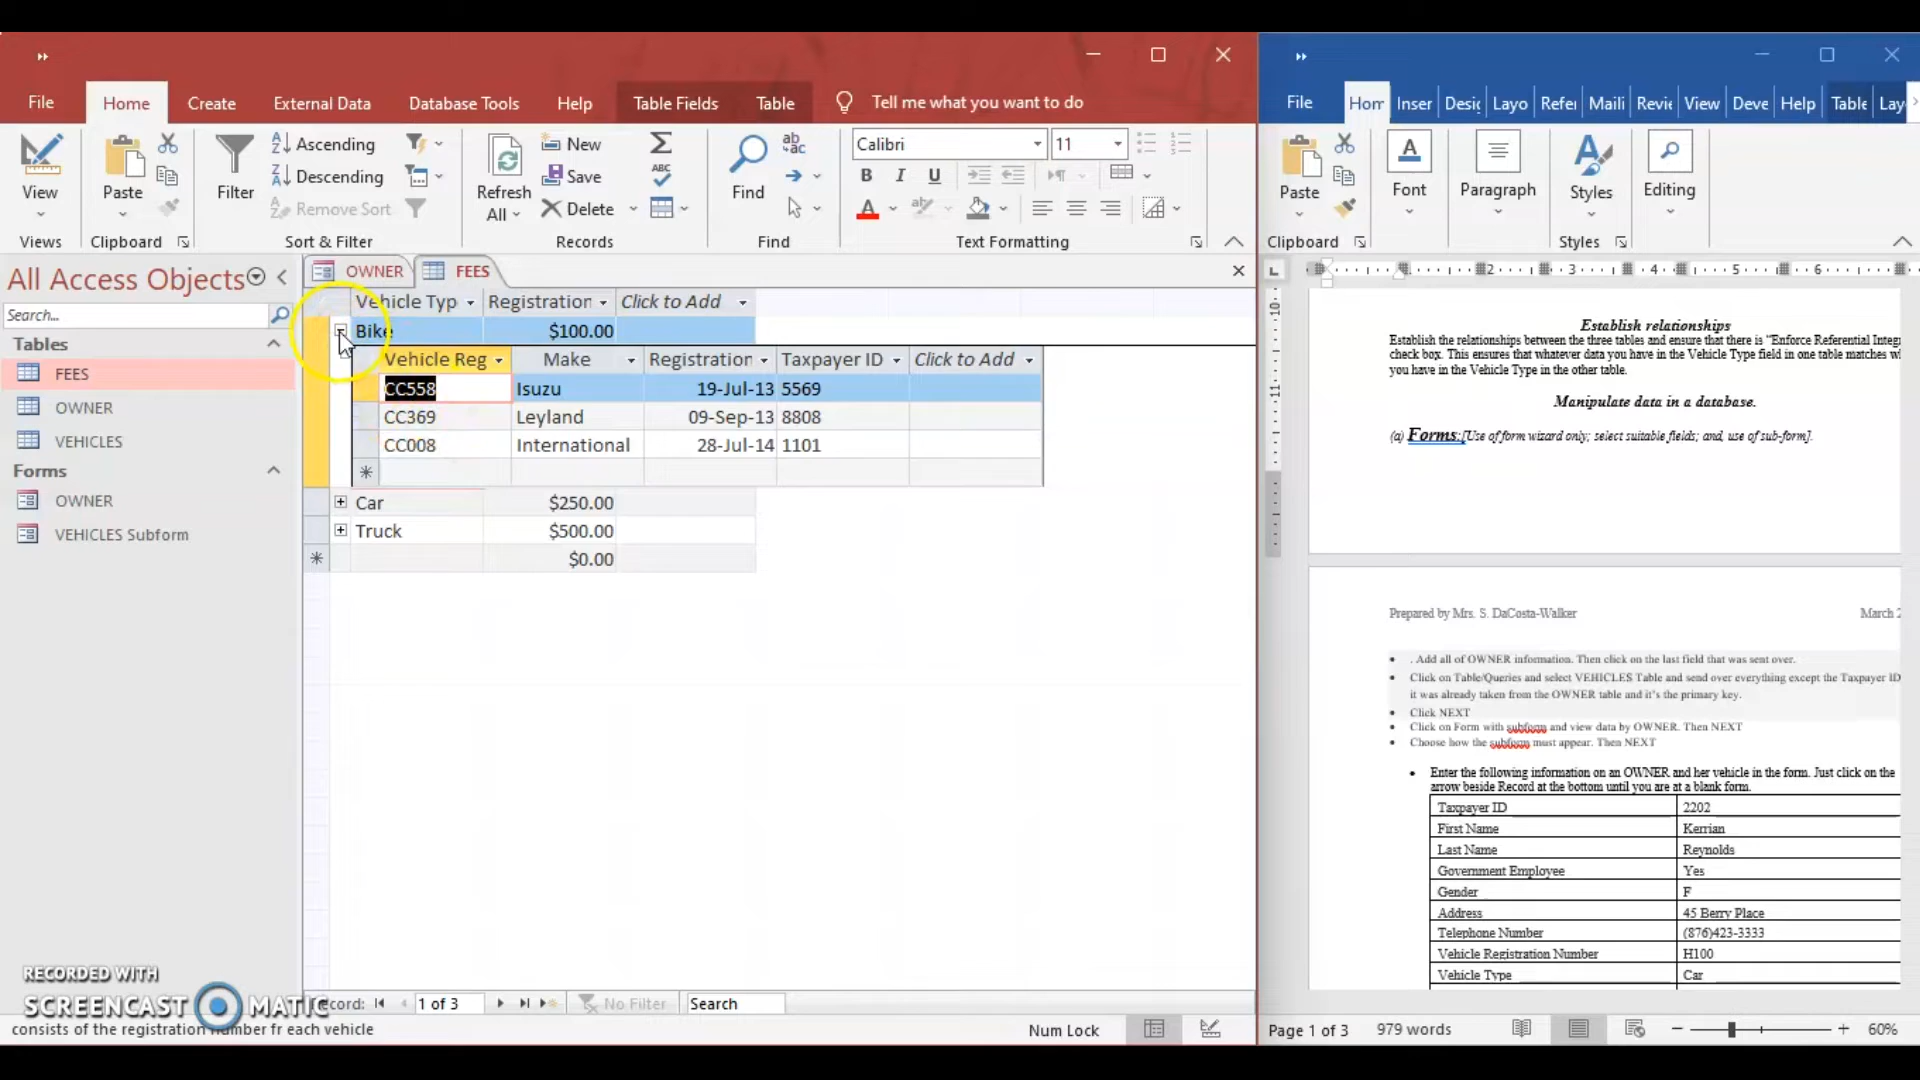 File Home Create External Data Database Tools Help Table Fields Table Tell me what you want to do
View Paste Filter Ascending Descending Remove Sort Refresh All New Save Delete Find Calibri 11 B I U
Views Clipboard Sort & Filter Records Find Text Formatting
All Access Objects
Search...
Tables
FEES
OWNER
VEHICLES
Forms
OWNER
VEHICLES Subform
OWNER FEES
Vehicle Typ Registration Click to Add
Bike $100.00
Vehicle Reg Make Registration Taxpayer ID Click to Add
CC558 Isuzu 19-Jul-13 5569
CC369 Leyland 09-Sep-13 8808
CC008 International 28-Jul-14 1101
Car $250.00
Truck $500.00
$0.00
RECORDED WITH
SCREENCAST MATIC
ecord: 1 of 3 No Filter Search
consists of the registration number fr each vehicle
Num Lock
File Hom Inser Desig Layo Refer Maili Revie View Deve Help Table Lay
Paste Font Paragraph Styles Editing
Clipboard Styles
2 3 4 5 6
10
11
Establish relationships
Establish the relationships between the three tables and ensure that there is "Enforce Referential Integr
check box. This ensures that whatever data you have in the Vehicle Type field in one table matches w
you have in the Vehicle Type in the other table.
Manipulate data in a database.
(a) Forms:[Use of form wizard only; select suitable fields; and, use of sub-form].
Prepared by Mrs. S. DaCosta-Walker March 2
• . Add all of OWNER information. Then click on the last field that was sent over.
• Click on Table/Queries and select VEHICLES Table and send over everything except the Taxpayer ID
it was already taken from the OWNER table and it's the primary key.
• Click NEXT
• Click on Form with subform and view data by OWNER. Then NEXT
• Choose how the subform must appear. Then NEXT
• Enter the following information on an OWNER and her vehicle in the form. Just click on the
arrow beside Record at the bottom until you are at a blank form.
Taxpayer ID 2202
First Name Kerrian
Last Name Reynolds
Government Employee Yes
Gender F
Address 45 Berry Place
Telephone Number (876)423-3333
Vehicle Registration Number H100
Vehicle Type Car
Page 1 of 3 979 words 60%